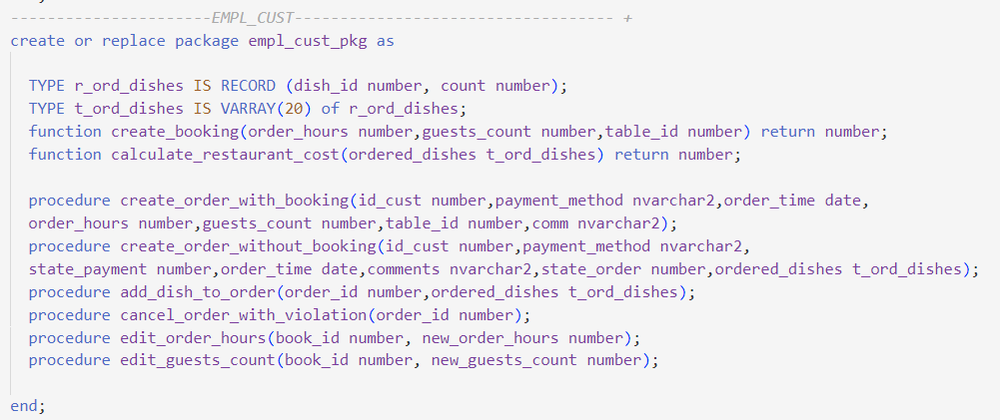 ----------------------EMPL_CUST----------------------------------- +
create or replace package empl_cust_pkg as
TYPE r_ord_dishes IS RECORD (dish_id number, count number);
TYPE t_ord_dishes IS VARRAY(20) of r_ord_dishes;
function create_booking(order_hours number,guests_count number,table_id number) return number;
function calculate_restaurant_cost(ordered_dishes t_ord_dishes) return number;
procedure create_order_with_booking(id_cust number,payment_method nvarchar2,order_time date,
order_hours number,guests_count number,table_id number,comm nvarchar2);
procedure create_order_without_booking(id_cust number,payment_method nvarchar2,
state_payment number,order_time date,comments nvarchar2,state_order number,ordered_dishes t_ord_dishes);
procedure add_dish_to_order(order_id number,ordered_dishes t_ord_dishes);
procedure cancel_order_with_violation(order_id number);
procedure edit_order_hours(book_id number, new_order_hours number);
procedure edit_guests_count(book_id number, new_guests_count number);
end;